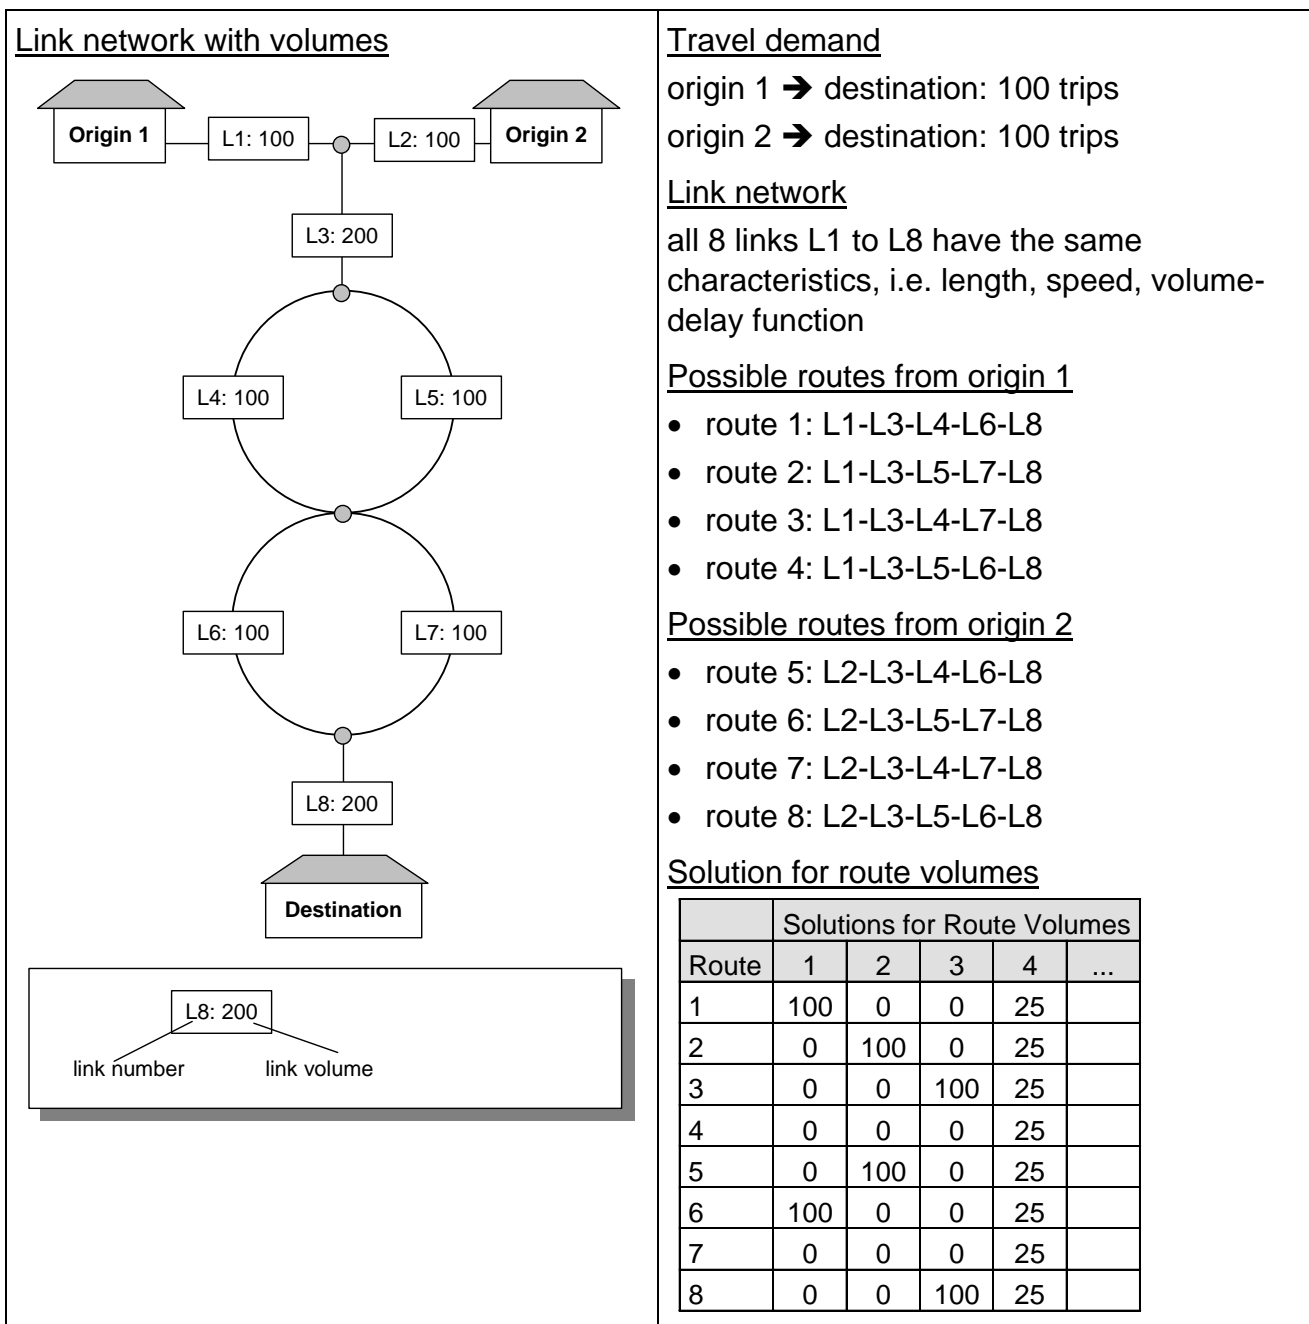 Link network with volumes
Origin 1
L1: 100
L2: 100
Origin 2
L3: 200
L4: 100
L5: 100
L6: 100
L7: 100
L8: 200
Destination
L8: 200
link number
link volume
Travel demand
origin 1 ➔ destination: 100 trips
origin 2 ➔ destination: 100 trips
Link network
all 8 links L1 to L8 have the same
characteristics, i.e. length, speed, volume-
delay function
Possible routes from origin 1
• route 1: L1-L3-L4-L6-L8
• route 2: L1-L3-L5-L7-L8
• route 3: L1-L3-L4-L7-L8
• route 4: L1-L3-L5-L6-L8
Possible routes from origin 2
• route 5: L2-L3-L4-L6-L8
• route 6: L2-L3-L5-L7-L8
• route 7: L2-L3-L4-L7-L8
• route 8: L2-L3-L5-L6-L8
Solution for route volumes
Solutions for Route Volumes
Route 1 2 3 4 ...
1 100 0 0 25
2 0 100 0 25
3 0 0 100 25
4 0 0 0 25
5 0 100 0 25
6 100 0 0 25
7 0 0 0 25
8 0 0 100 25